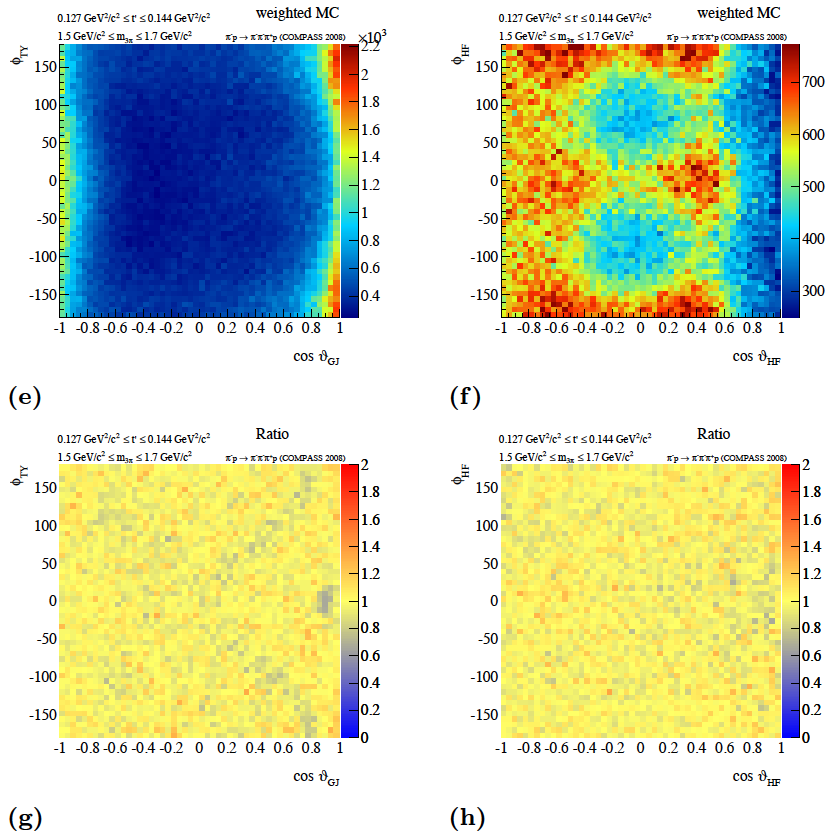 weighted MC
0.127 GeV²/c² ≤ t' ≤ 0.144 GeV²/c²
1.5 GeV/c² ≤ m3π ≤ 1.7 GeV/c²
π⁻p → π⁻π⁻π⁺p (COMPASS 2008)
×10³
ϕTY
150
100
50
0
-50
-100
-150
-1 -0.8 -0.6 -0.4 -0.2 0 0.2 0.4 0.6 0.8 1
cos ϑGJ
2.2
2
1.8
1.6
1.4
1.2
1
0.8
0.6
0.4
(e)
weighted MC
0.127 GeV²/c² ≤ t' ≤ 0.144 GeV²/c²
1.5 GeV/c² ≤ m3π ≤ 1.7 GeV/c²
π⁻p → π⁻π⁻π⁺p (COMPASS 2008)
ϕHF
150
100
50
0
-50
-100
-150
-1 -0.8 -0.6 -0.4 -0.2 0 0.2 0.4 0.6 0.8 1
cos ϑHF
700
600
500
400
300
(f)
Ratio
0.127 GeV²/c² ≤ t' ≤ 0.144 GeV²/c²
1.5 GeV/c² ≤ m3π ≤ 1.7 GeV/c²
π⁻p → π⁻π⁻π⁺p (COMPASS 2008)
ϕTY
150
100
50
0
-50
-100
-150
-1 -0.8 -0.6 -0.4 -0.2 0 0.2 0.4 0.6 0.8 1
cos ϑGJ
2
1.8
1.6
1.4
1.2
1
0.8
0.6
0.4
0.2
0
(g)
Ratio
0.127 GeV²/c² ≤ t' ≤ 0.144 GeV²/c²
1.5 GeV/c² ≤ m3π ≤ 1.7 GeV/c²
π⁻p → π⁻π⁻π⁺p (COMPASS 2008)
ϕHF
150
100
50
0
-50
-100
-150
-1 -0.8 -0.6 -0.4 -0.2 0 0.2 0.4 0.6 0.8 1
cos ϑHF
2
1.8
1.6
1.4
1.2
1
0.8
0.6
0.4
0.2
0
(h)